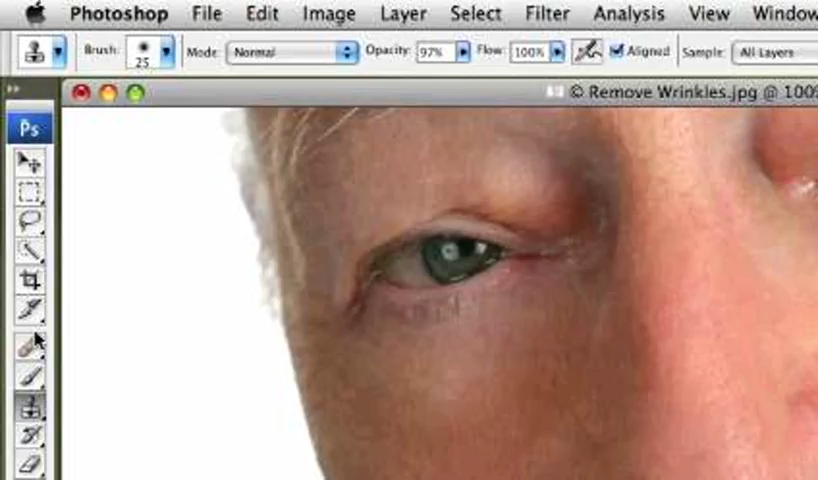 Photoshop File Edit Image Layer Select Filter Analysis View Window
Brush: 25 Mode: Normal Opacity: 97% Flow: 100% Aligned Sample: All Layers
© Remove Wrinkles.jpg @ 100%
Ps